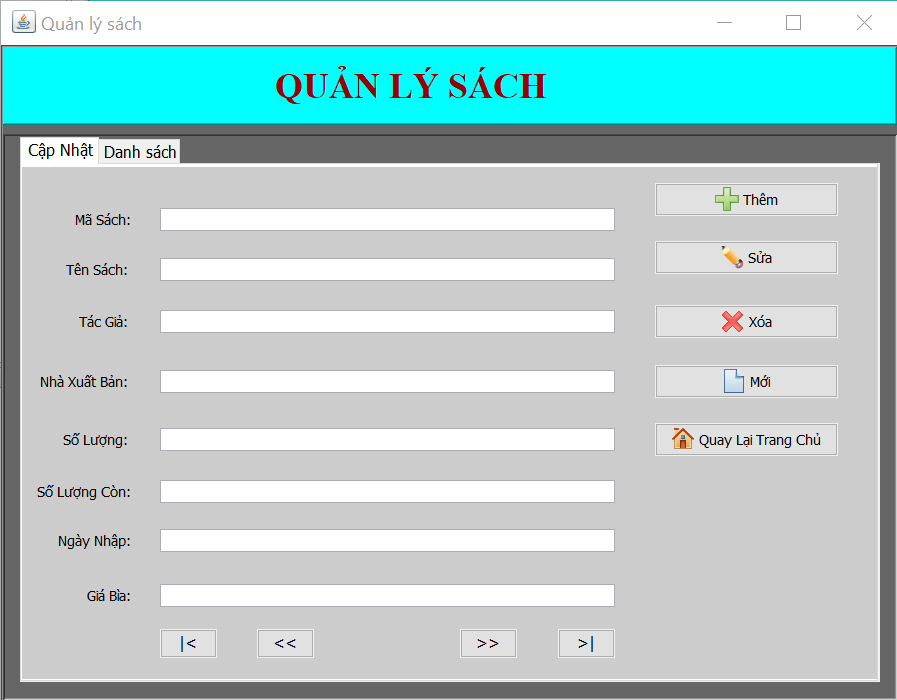 Quản lý sách
QUẢN LÝ SÁCH
Cập Nhật Danh sách
Mã Sách:
Tên Sách:
Tác Giả:
Nhà Xuất Bản:
Số Lượng:
Số Lượng Còn:
Ngày Nhập:
Giá Bìa:
Thêm
Sửa
Xóa
Mới
Quay Lại Trang Chủ
|< << >> >|